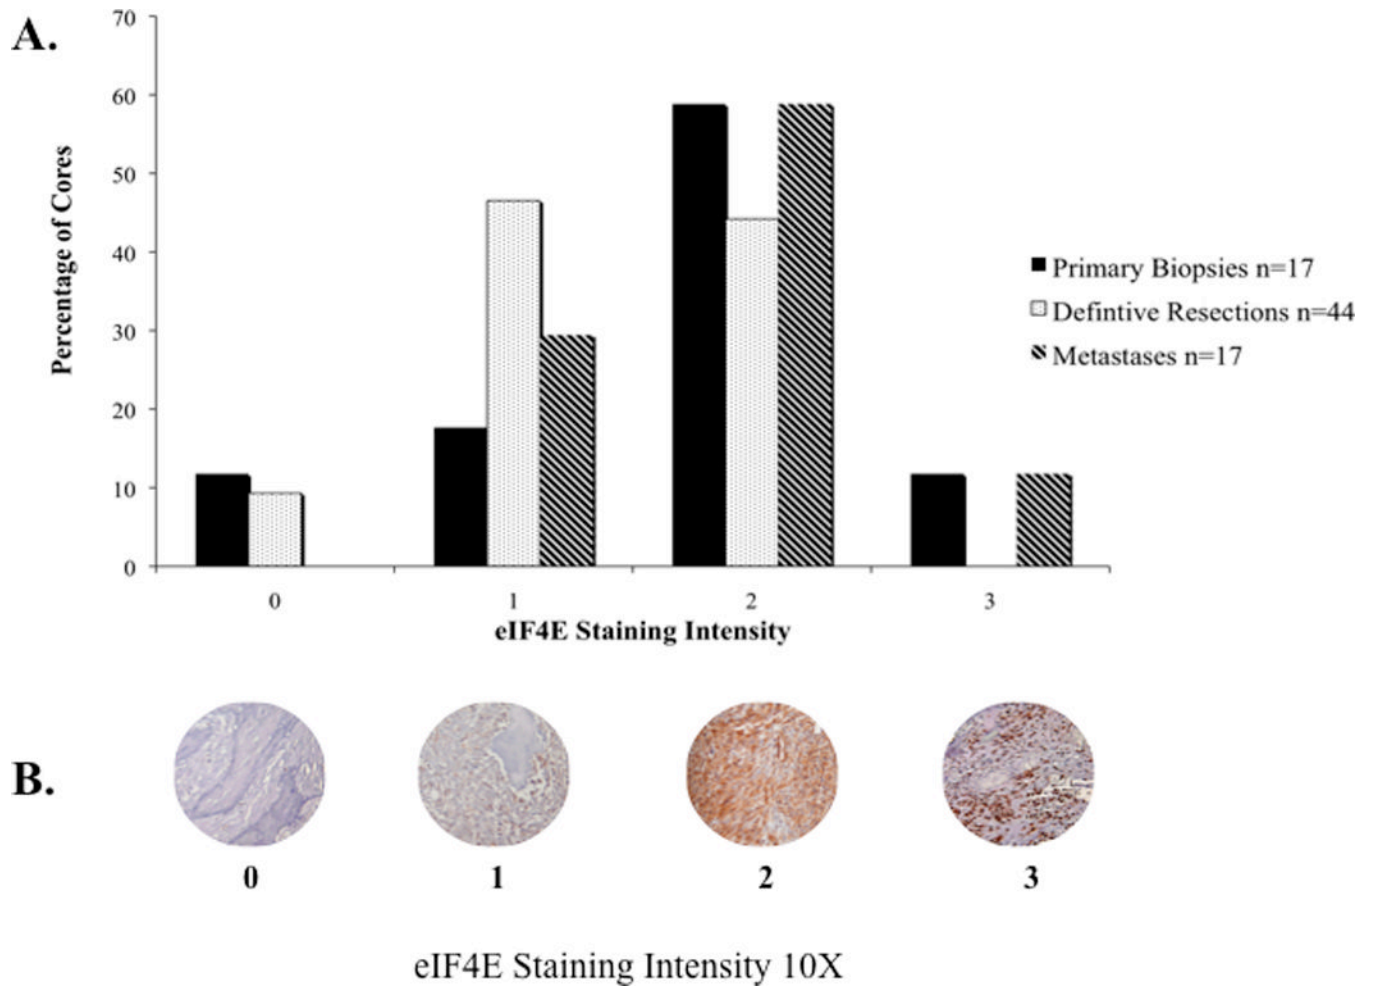 A.
70
60
50
40
30
20
10
0
Percentage of Cores
0 1 2 3
eIF4E Staining Intensity
Primary Biopsies n=17
Defintive Resections n=44
Metastases n=17
B.
0 1 2 3
eIF4E Staining Intensity 10X